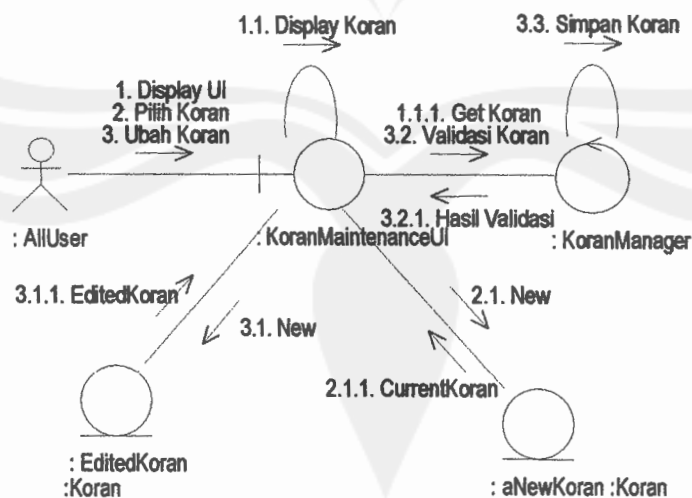 1.1. Display Koran
3.3. Simpan Koran
1. Display UI
2. Pilih Koran
3. Ubah Koran
1.1.1. Get Koran
3.2. Validasi Koran
3.2.1. Hasil Validasi
: AllUser
: KoranMaintenanceUI
: KoranManager
3.1.1. EditedKoran
2.1. New
3.1. New
2.1.1. CurrentKoran
: EditedKoran
:Koran
: aNewKoran :Koran